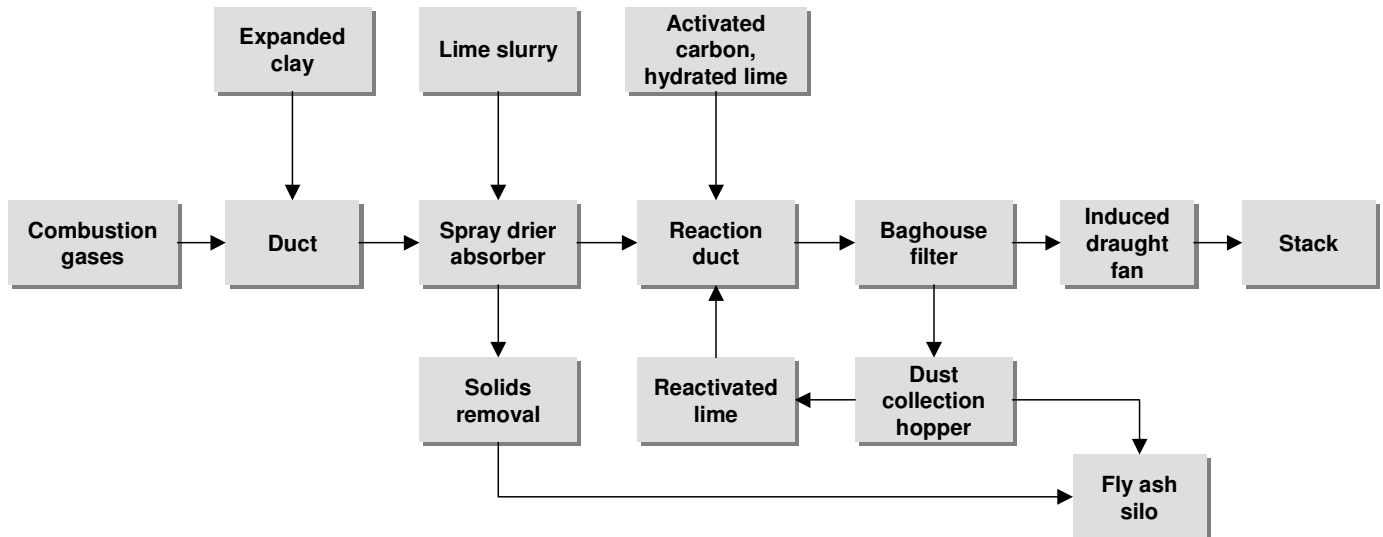 Expanded
clay
Lime slurry
Activated
carbon,
hydrated lime
Combustion
gases
Duct
Spray drier
absorber
Reaction
duct
Baghouse
filter
Induced
draught
fan
Stack
Solids
removal
Reactivated
lime
Dust
collection
hopper
Fly ash
silo